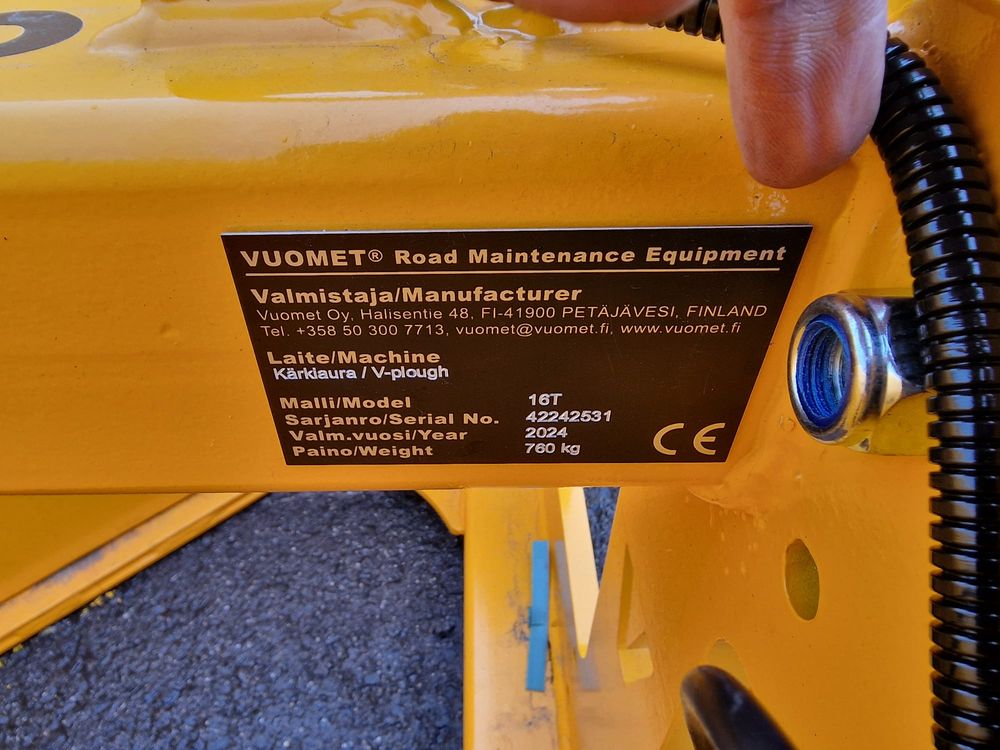 VUOMET® Road Maintenance Equipment
Valmistaja/Manufacturer
Vuomet Oy, Halisentie 48, FI-41900 PETÄJÄVESI, FINLAND
Tel. +358 50 300 7713, vuomet@vuomet.fi, www.vuomet.fi
Laite/Machine
Kärkiaura / V-plough
Malli/Model 16T
Sarjanro/Serial No. 42242531
Valm.vuosi/Year 2024
Paino/Weight 760 kg
CE